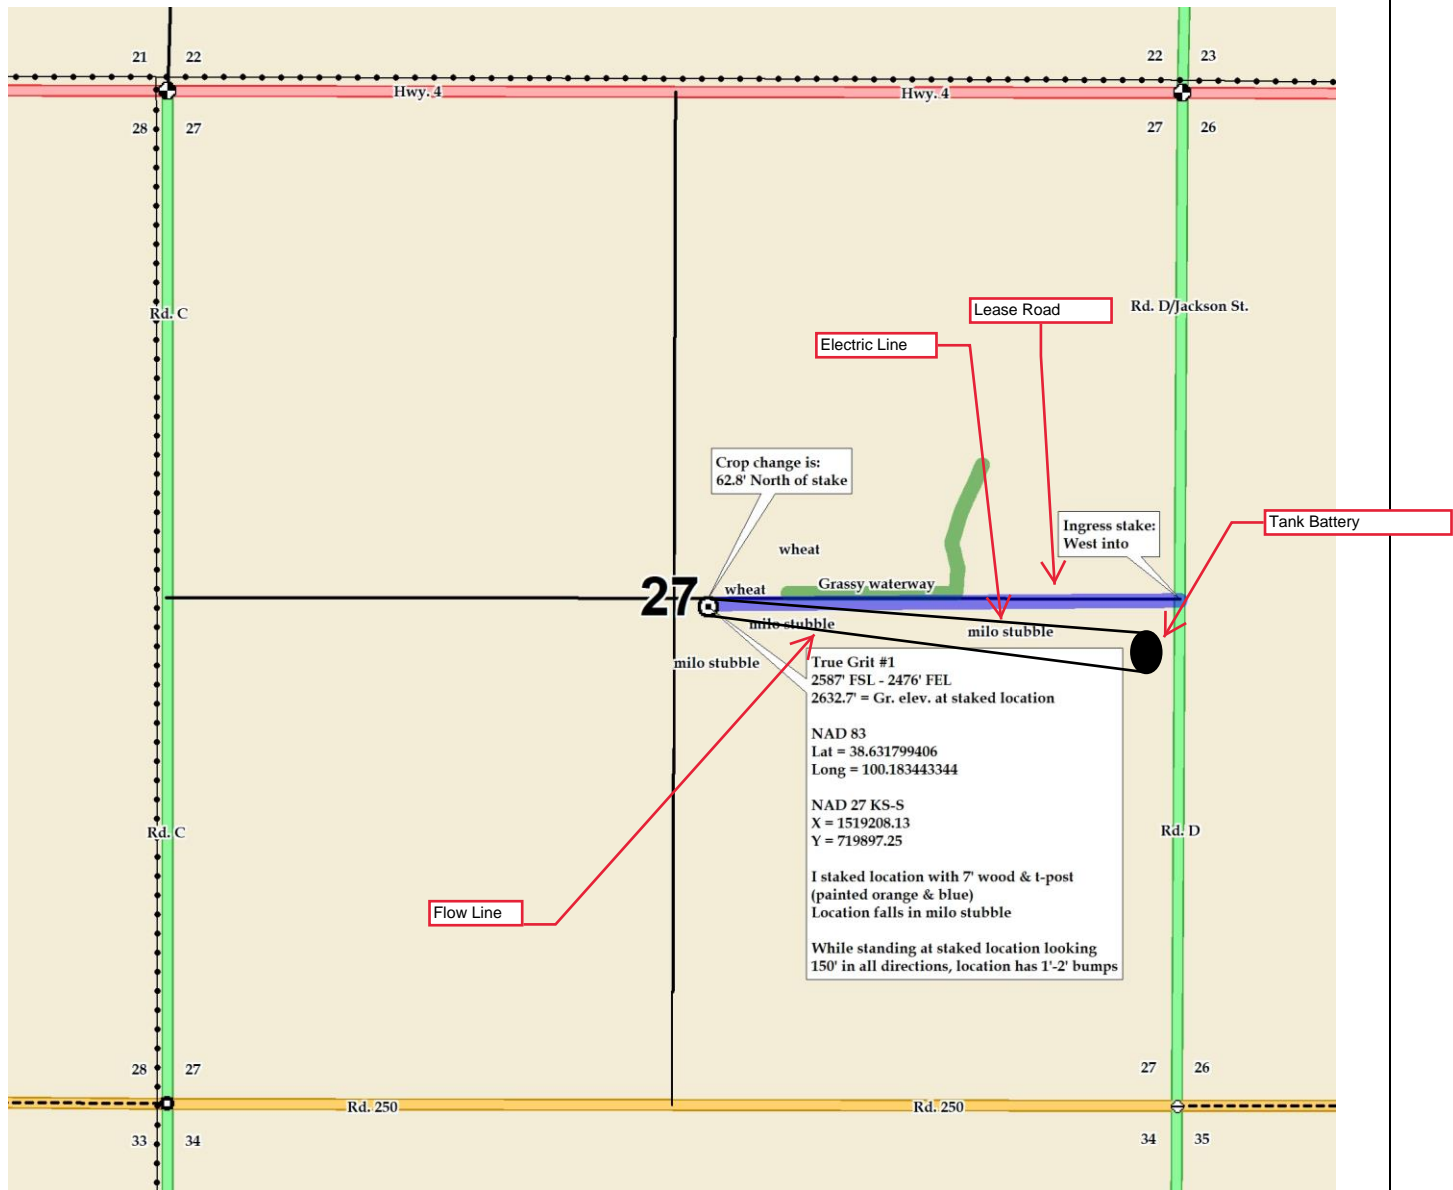 21 22
22 23
Hwy. 4
Hwy. 4
28 27
27 26
Rd. C
Rd. D/Jackson St.
Lease Road
Electric Line
Crop change is:
62.8' North of stake
Tank Battery
Ingress stake:
West into
wheat
wheat
Grassy waterway
27
milo stubble
milo stubble
milo stubble
True Grit #1
2587' FSL - 2476' FEL
2632.7' = Gr. elev. at staked location
NAD 83
Lat = 38.631799406
Long = 100.183443344
NAD 27 KS-S
X = 1519208.13
Y = 719897.25
I staked location with 7' wood & t-post
(painted orange & blue)
Location falls in milo stubble
While standing at staked location looking
150' in all directions, location has 1'-2' bumps
Rd. C
Rd. D
Flow Line
28 27
27 26
Rd. 250
Rd. 250
33 34
34 35